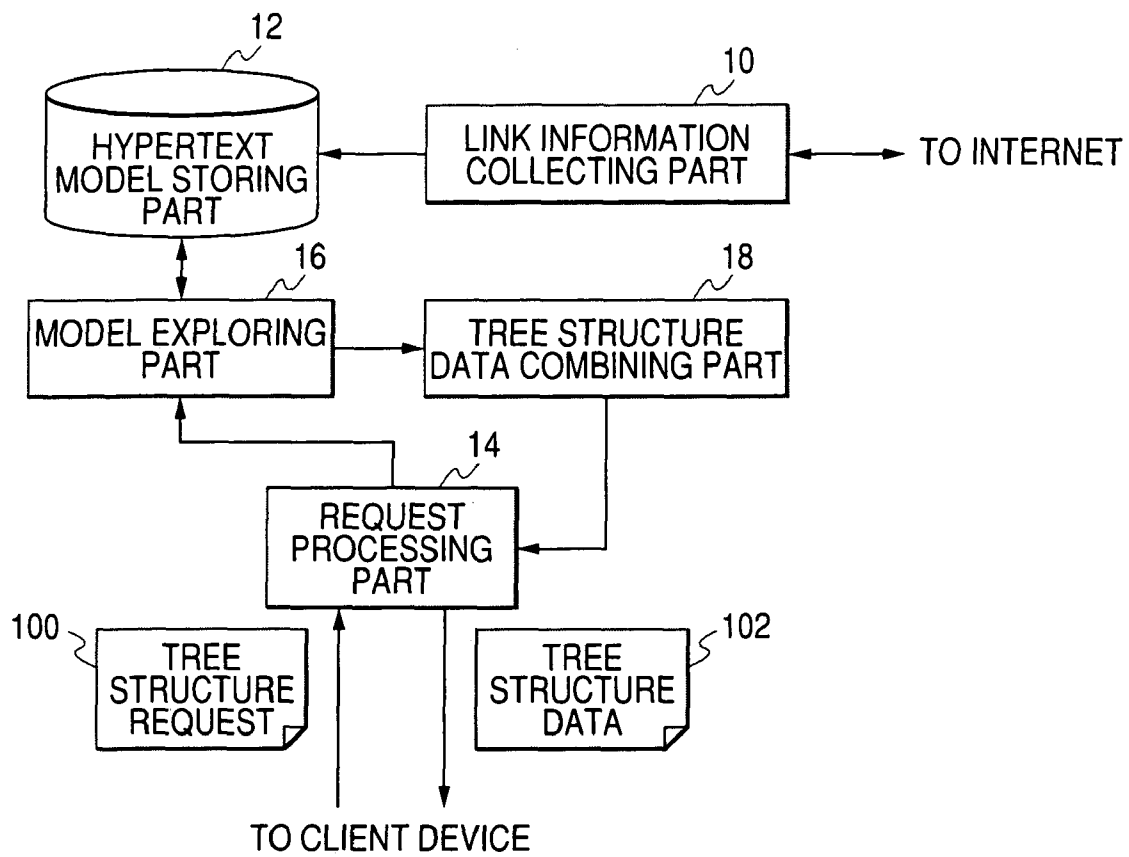 12
HYPERTEXT
MODEL STORING
PART
10
LINK INFORMATION
COLLECTING PART
TO INTERNET
16
MODEL EXPLORING
PART
18
TREE STRUCTURE
DATA COMBINING PART
14
REQUEST
PROCESSING
PART
100
TREE
STRUCTURE
REQUEST
102
TREE
STRUCTURE
DATA
TO CLIENT DEVICE